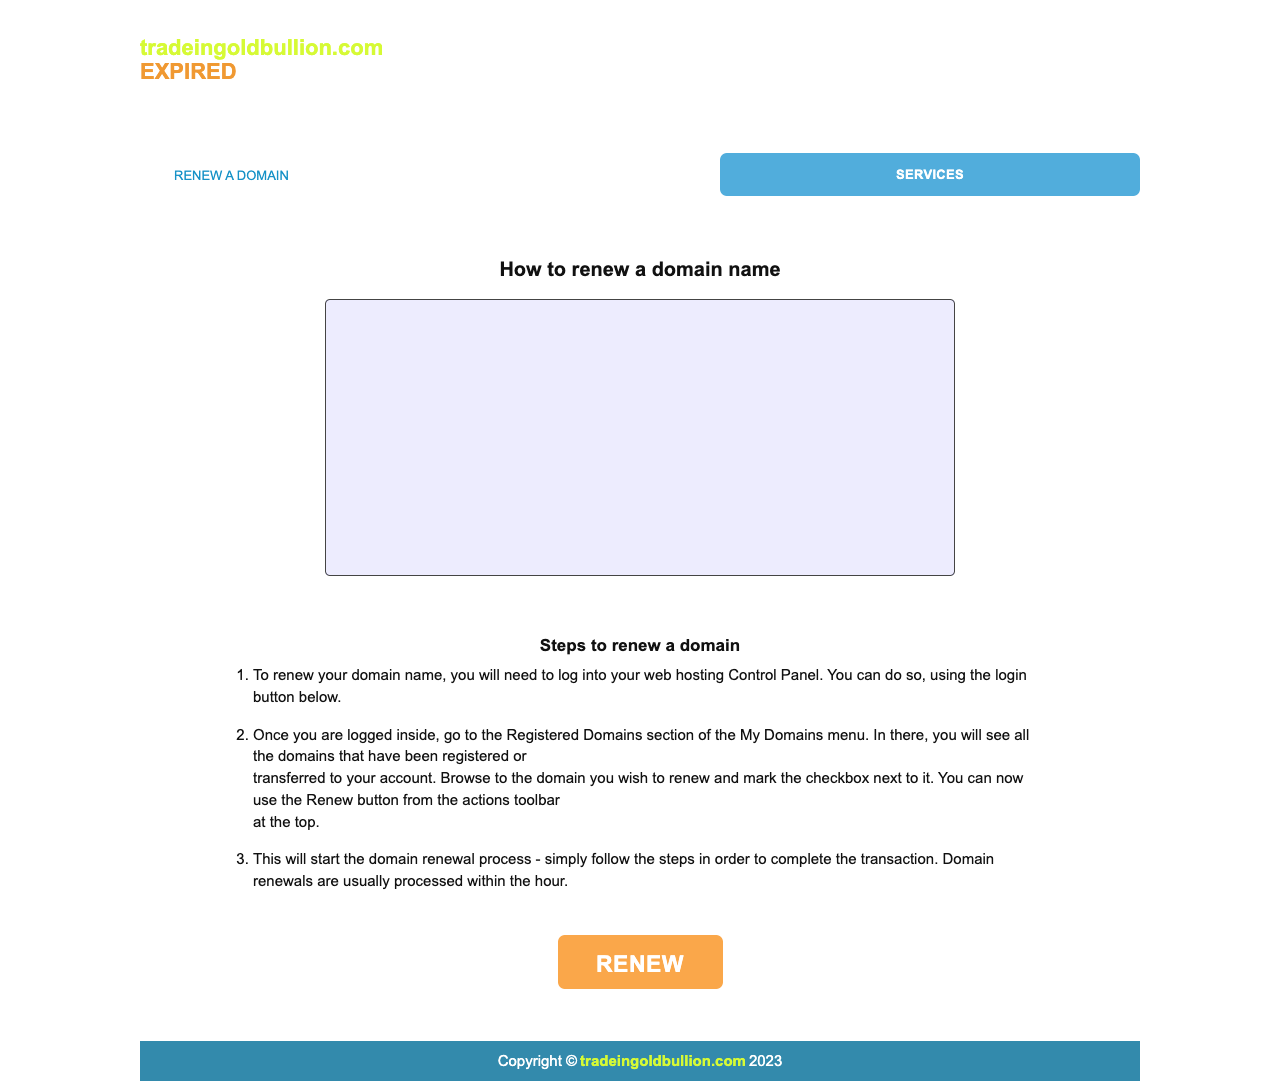 tradeingoldbullion.com
EXPIRED
RENEW A DOMAIN
SERVICES
How to renew a domain name
Steps to renew a domain
1. To renew your domain name, you will need to log into your web hosting Control Panel. You can do so, using the login
button below.
2. Once you are logged inside, go to the Registered Domains section of the My Domains menu. In there, you will see all
the domains that have been registered or
transferred to your account. Browse to the domain you wish to renew and mark the checkbox next to it. You can now
use the Renew button from the actions toolbar
at the top.
3. This will start the domain renewal process - simply follow the steps in order to complete the transaction. Domain
renewals are usually processed within the hour.
RENEW
Copyright © tradeingoldbullion.com 2023